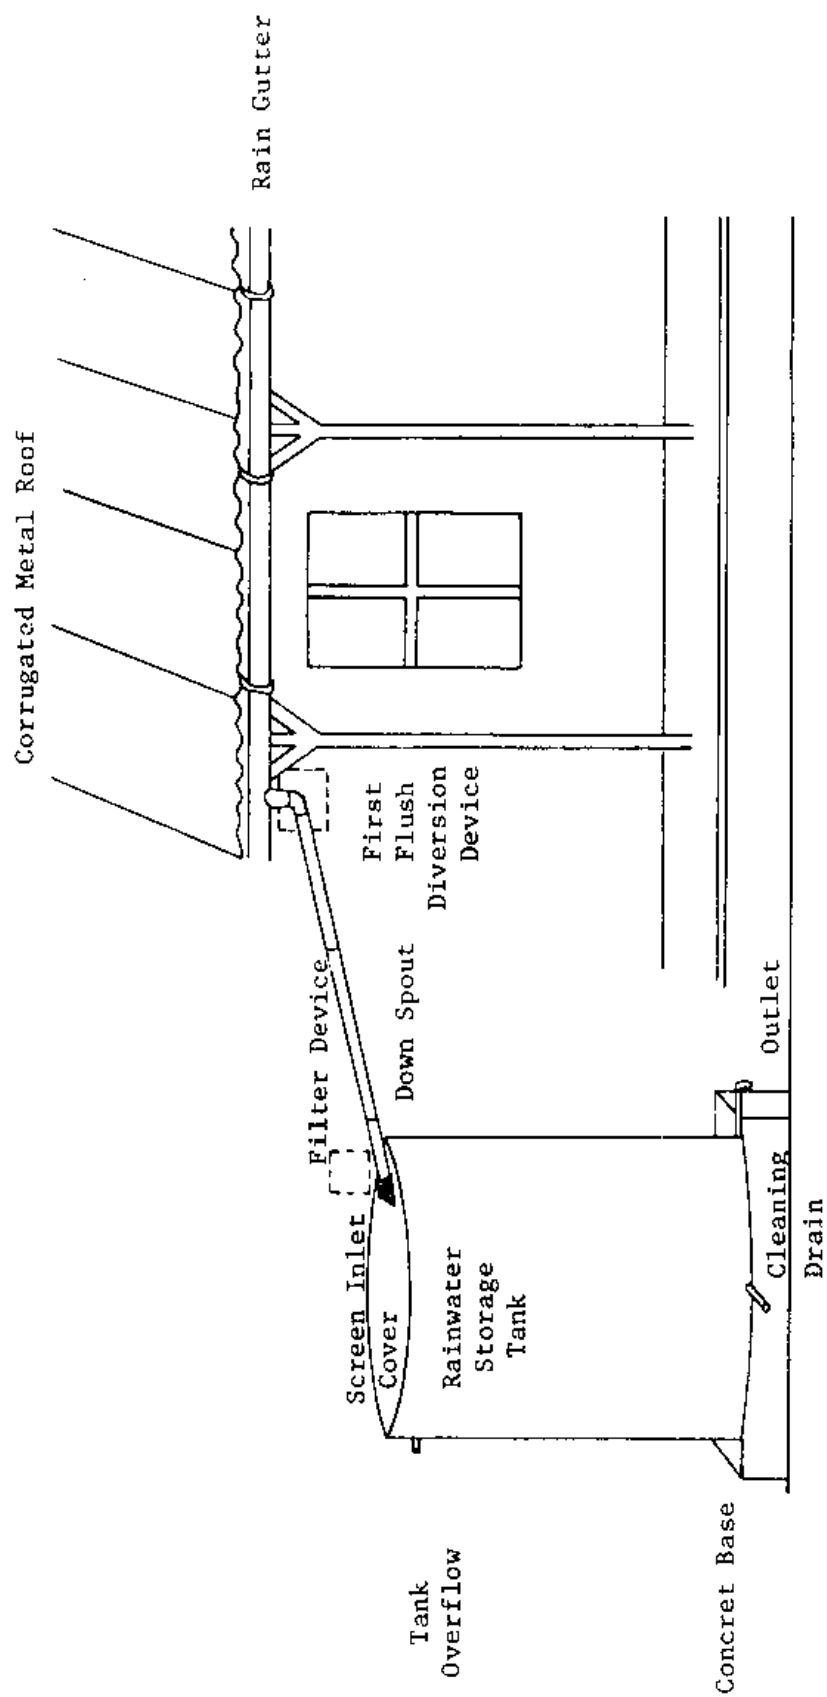 Corrugated Metal Roof
Rain Gutter
First
Flush
Diversion
Device
Filter Device
Down Spout
Screen Inlet
Cover
Rainwater
Storage
Tank
Tank
Overflow
Outlet
Cleaning
Drain
Concret Base